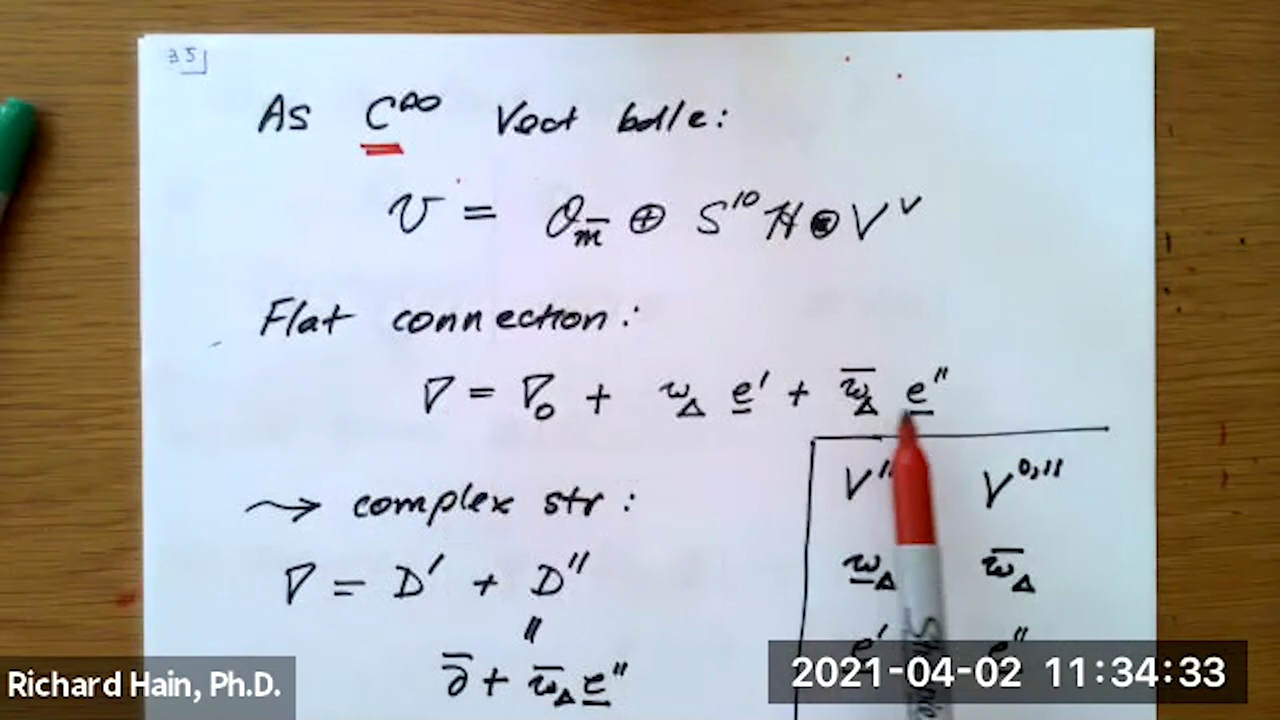 35
As C^∞ Vect bdle:
𝒱 = 𝒪_m̅ ⊕ S^10 ℋ ⊗ V^∨
Flat connection:
∇ = ∇_0 + ω_Δ e′ + ω̅_Δ e″
⇝ complex str:
V^11 V^0,11
∇ = D′ + D″
ω_Δ ω̅_Δ
"
e′ e″
∂̅ + ω̅_Δ e″
Richard Hain, Ph.D.
2021-04-02 11:34:33